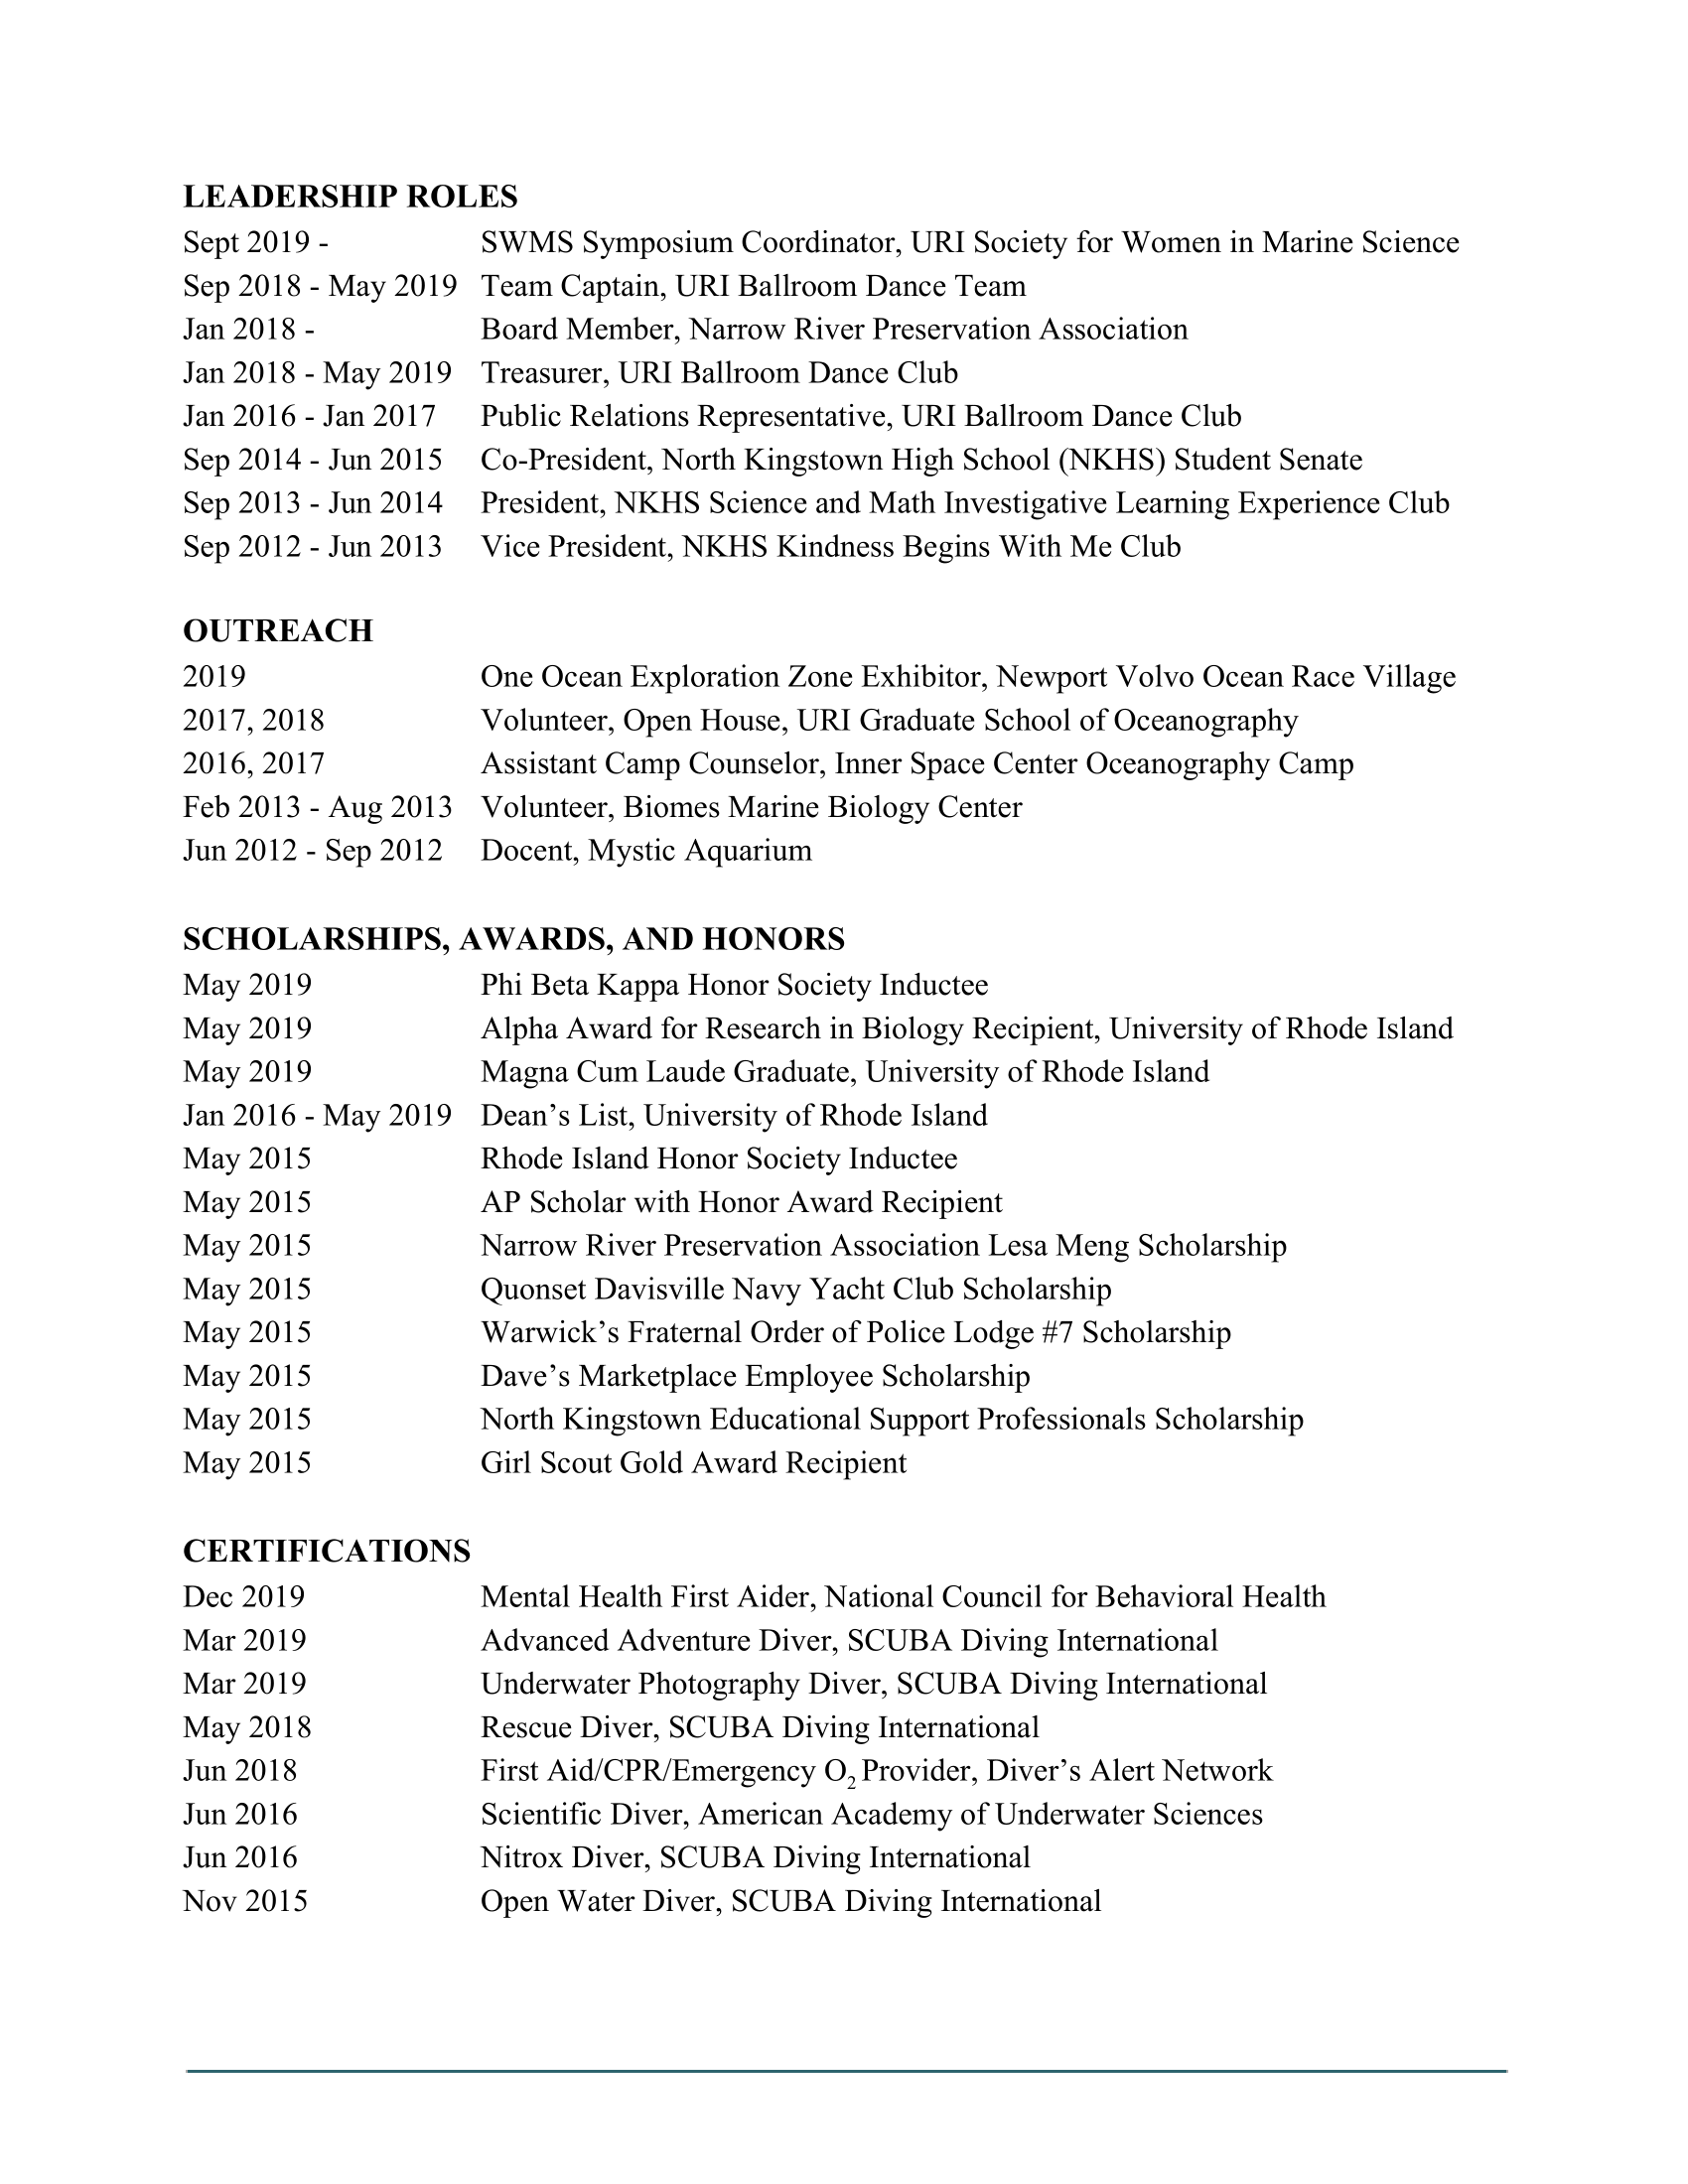 LEADERSHIP ROLES
Sept 2019 - SWMS Symposium Coordinator, URI Society for Women in Marine Science
Sep 2018 - May 2019 Team Captain, URI Ballroom Dance Team
Jan 2018 - Board Member, Narrow River Preservation Association
Jan 2018 - May 2019 Treasurer, URI Ballroom Dance Club
Jan 2016 - Jan 2017 Public Relations Representative, URI Ballroom Dance Club
Sep 2014 - Jun 2015 Co-President, North Kingstown High School (NKHS) Student Senate
Sep 2013 - Jun 2014 President, NKHS Science and Math Investigative Learning Experience Club
Sep 2012 - Jun 2013 Vice President, NKHS Kindness Begins With Me Club
OUTREACH
2019 One Ocean Exploration Zone Exhibitor, Newport Volvo Ocean Race Village
2017, 2018 Volunteer, Open House, URI Graduate School of Oceanography
2016, 2017 Assistant Camp Counselor, Inner Space Center Oceanography Camp
Feb 2013 - Aug 2013 Volunteer, Biomes Marine Biology Center
Jun 2012 - Sep 2012 Docent, Mystic Aquarium
SCHOLARSHIPS, AWARDS, AND HONORS
May 2019 Phi Beta Kappa Honor Society Inductee
May 2019 Alpha Award for Research in Biology Recipient, University of Rhode Island
May 2019 Magna Cum Laude Graduate, University of Rhode Island
Jan 2016 - May 2019 Dean’s List, University of Rhode Island
May 2015 Rhode Island Honor Society Inductee
May 2015 AP Scholar with Honor Award Recipient
May 2015 Narrow River Preservation Association Lesa Meng Scholarship
May 2015 Quonset Davisville Navy Yacht Club Scholarship
May 2015 Warwick’s Fraternal Order of Police Lodge #7 Scholarship
May 2015 Dave’s Marketplace Employee Scholarship
May 2015 North Kingstown Educational Support Professionals Scholarship
May 2015 Girl Scout Gold Award Recipient
CERTIFICATIONS
Dec 2019 Mental Health First Aider, National Council for Behavioral Health
Mar 2019 Advanced Adventure Diver, SCUBA Diving International
Mar 2019 Underwater Photography Diver, SCUBA Diving International
May 2018 Rescue Diver, SCUBA Diving International
Jun 2018 First Aid/CPR/Emergency O₂ Provider, Diver’s Alert Network
Jun 2016 Scientific Diver, American Academy of Underwater Sciences
Jun 2016 Nitrox Diver, SCUBA Diving International
Nov 2015 Open Water Diver, SCUBA Diving International